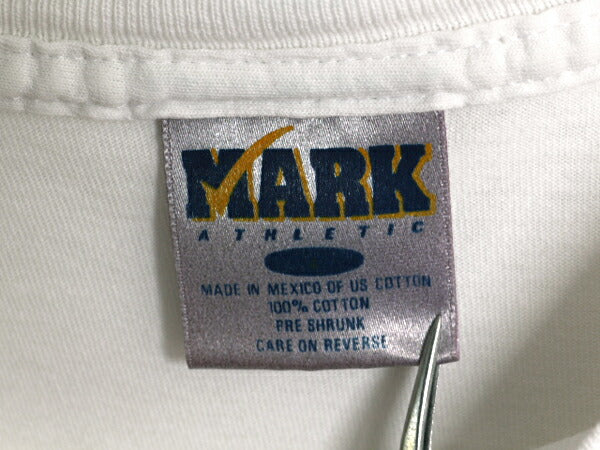 MARK
ATHLETIC
MADE IN MEXICO OF US COTTON
100% COTTON
PRE SHRUNK
CARE ON REVERSE